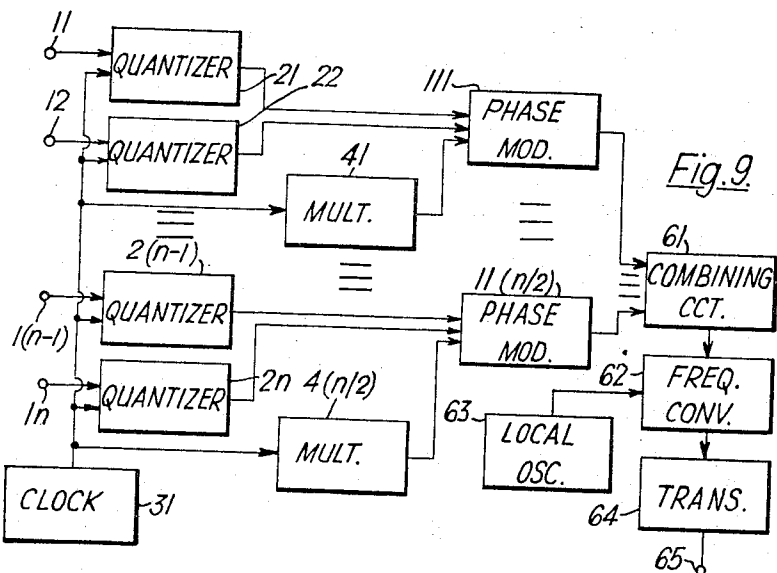 11
QUANTIZER
21
12
22
QUANTIZER
111
PHASE
MOD.
41
MULT.
Fig. 9.
2(n-1)
QUANTIZER
1(n-1)
11(n/2)
PHASE
MOD.
61
COMBINING
CCT.
QUANTIZER
2n
1n
4(n/2)
MULT.
62
FREQ.
CONV.
63
LOCAL
OSC.
CLOCK
31
TRANS.
64
65